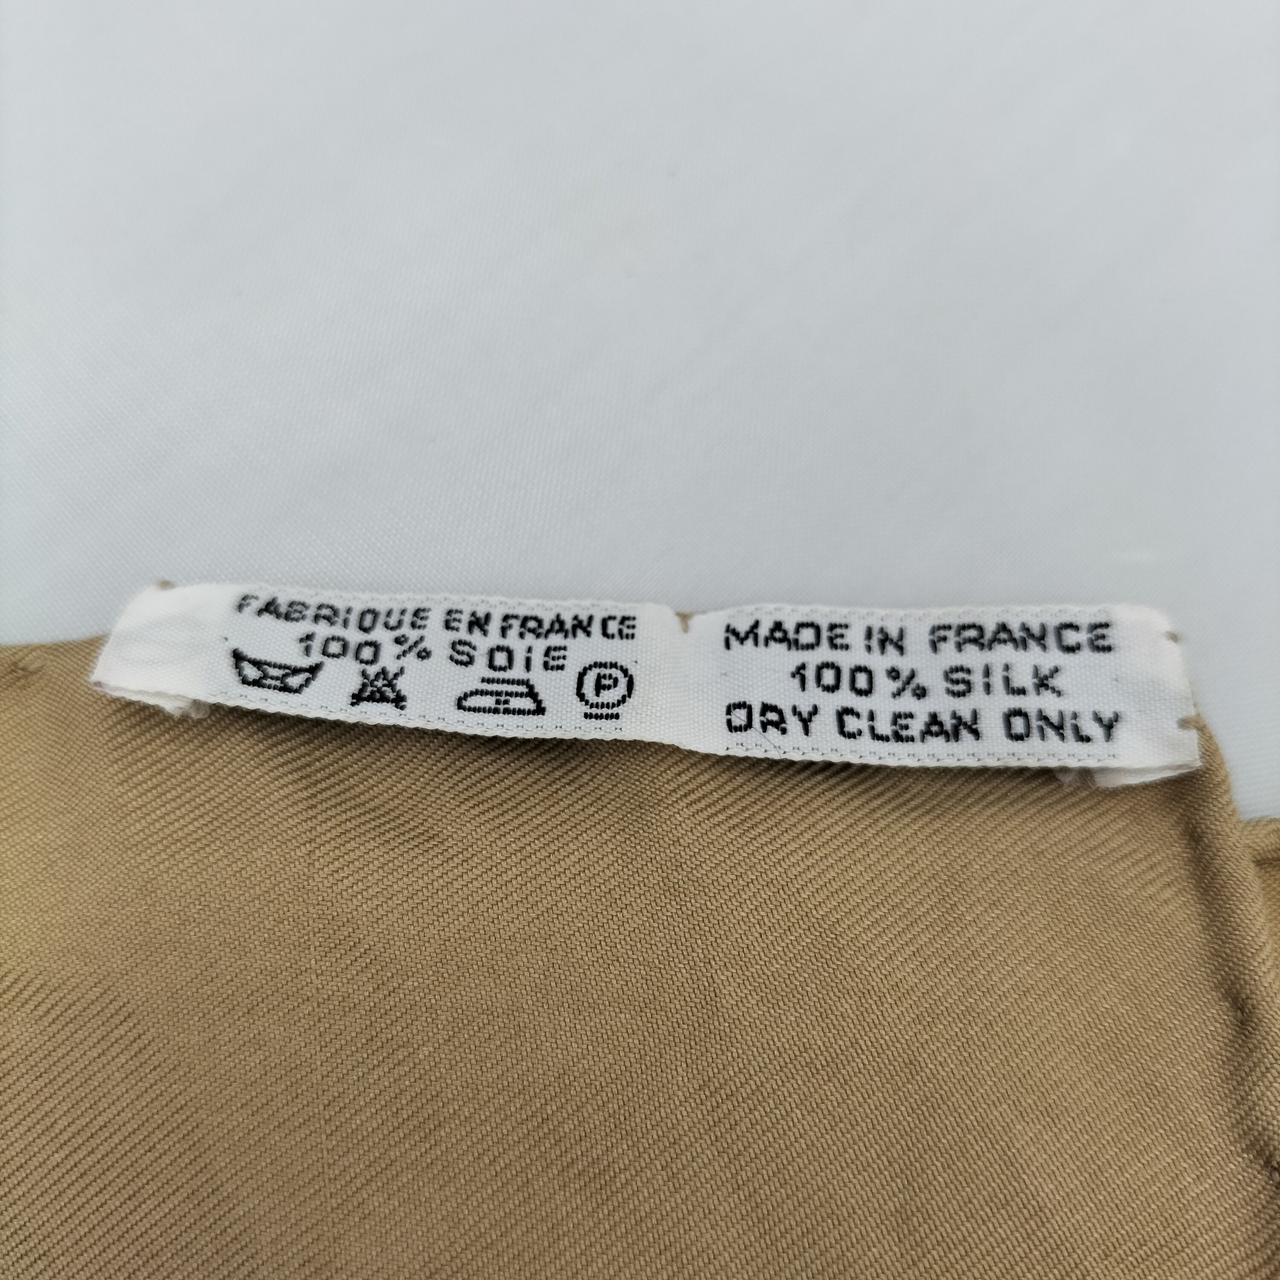 FABRIQUE EN FRANCE
100% SOIE
P
MADE IN FRANCE
100% SILK
DRY CLEAN ONLY